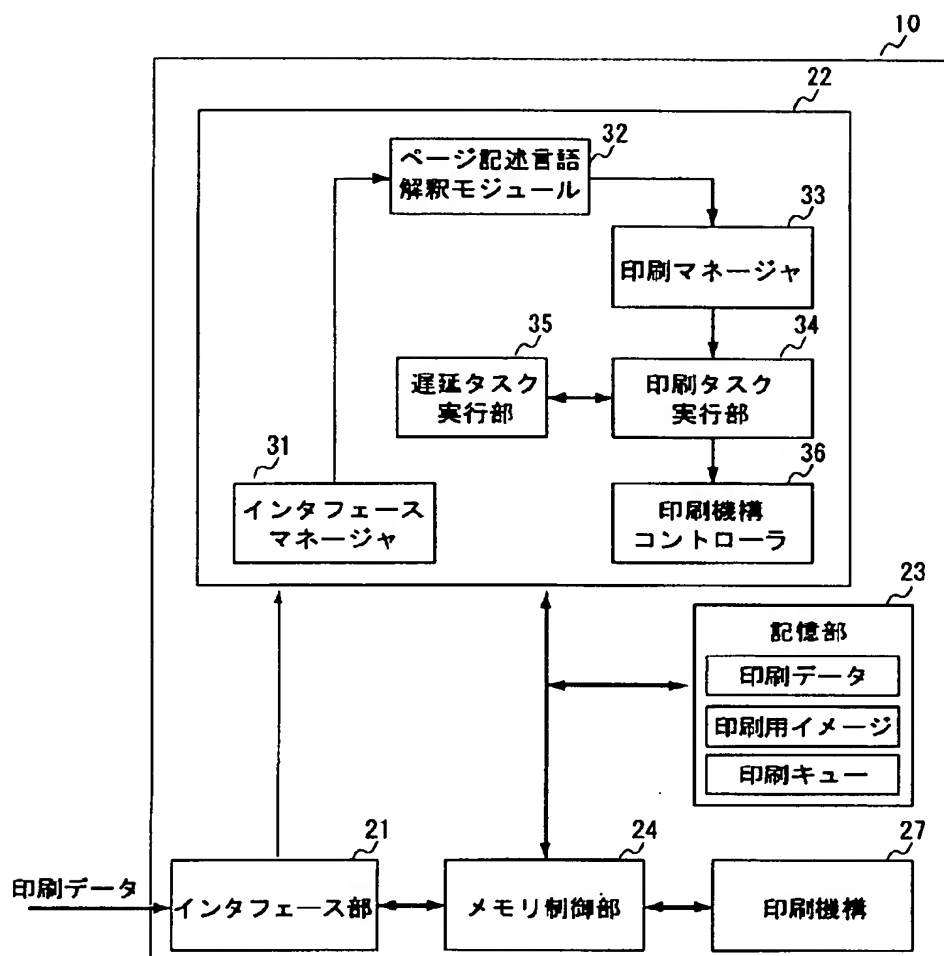 10
22
32
ページ記述言語
解釈モジュール
33
印刷マネージャ
35
34
遅延タスク
実行部
印刷タスク
実行部
31
36
インタフェース
マネージャ
印刷機構
コントローラ
23
記憶部
印刷データ
印刷用イメージ
印刷キュー
21
24
27
印刷データ
インタフェース部
メモリ制御部
印刷機構